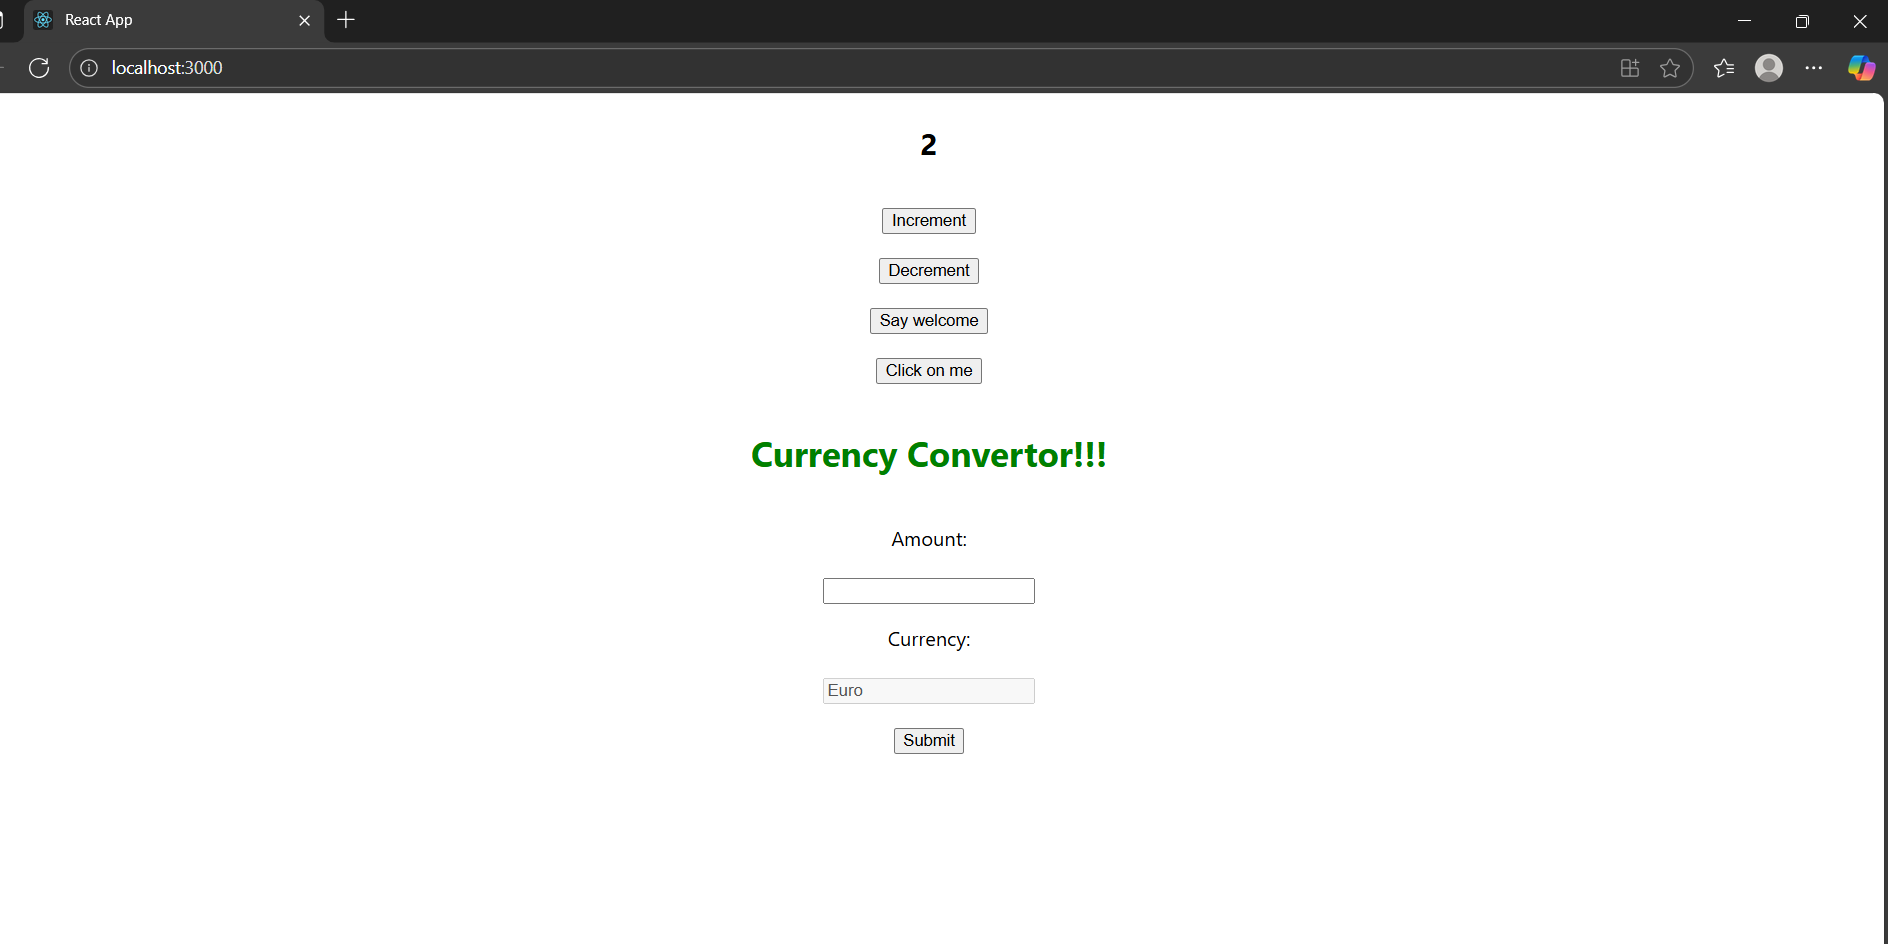 React App
localhost:3000
2
Increment
Decrement
Say welcome
Click on me
Currency Convertor!!!
Amount:
Currency:
Euro
Submit